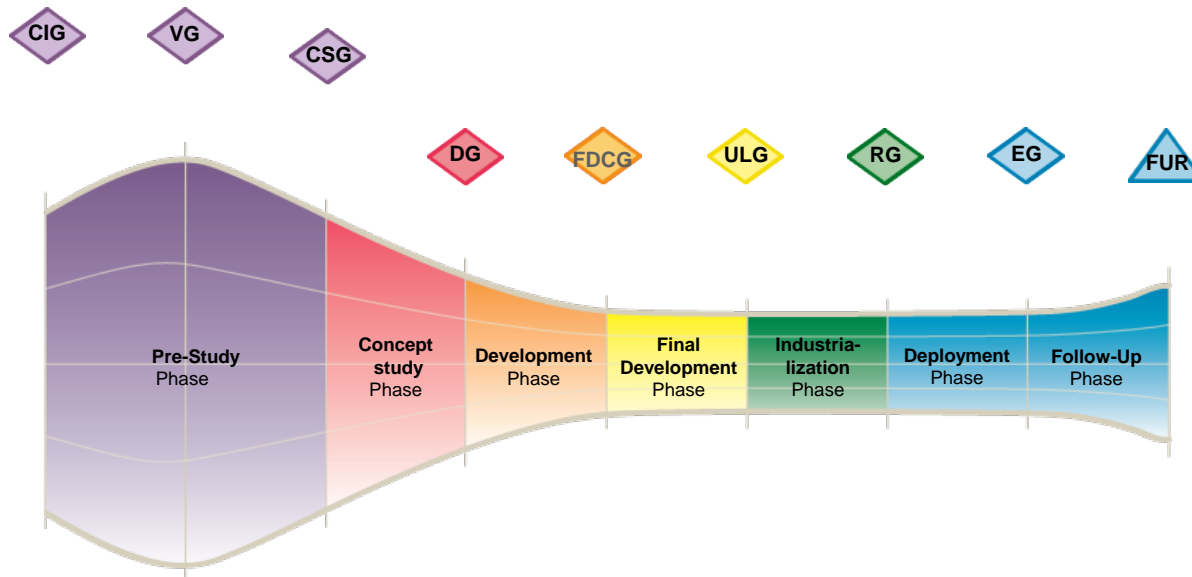 CIG
VG
CSG
DG
FDCG
ULG
RG
EG
FUR
Pre-Study
Phase
Concept
study
Phase
Development
Phase
Final
Development
Phase
Industria-
lization
Phase
Deployment
Phase
Follow-Up
Phase